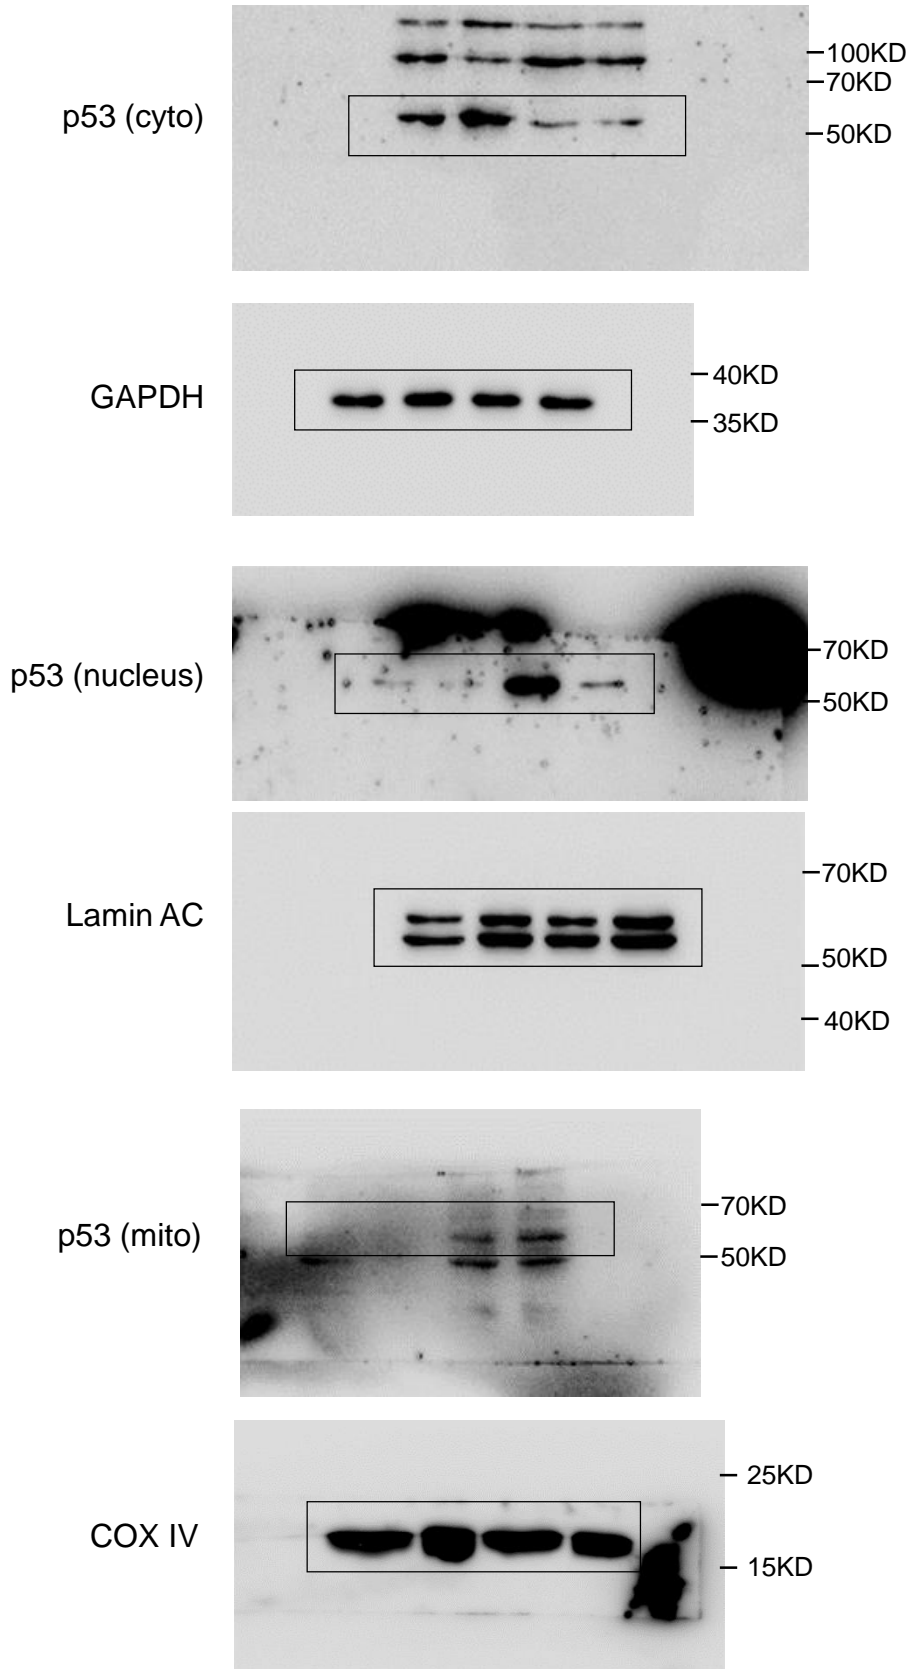 p53 (cyto)
100KD
70KD
50KD
GAPDH
40KD
35KD
p53 (nucleus)
70KD
50KD
Lamin AC
70KD
50KD
40KD
p53 (mito)
70KD
50KD
COX IV
25KD
15KD